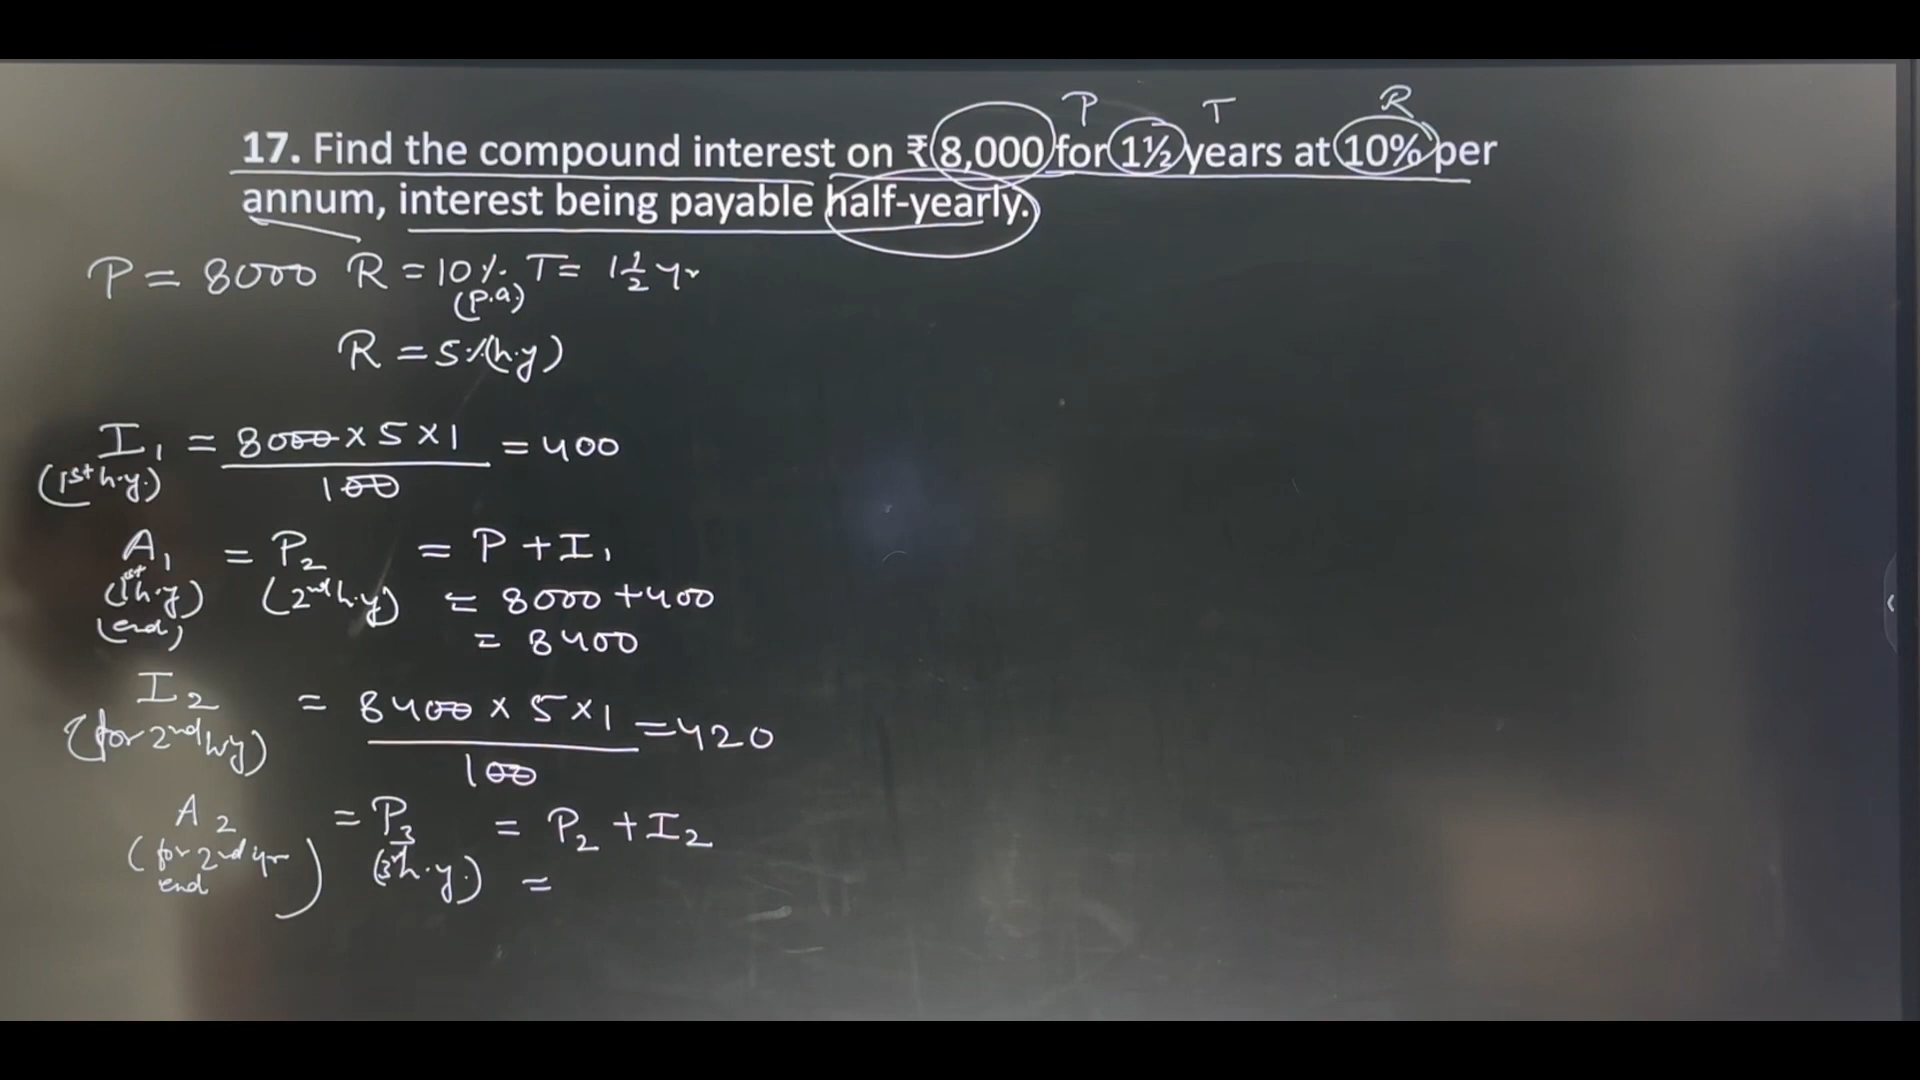 P T R
17. Find the compound interest on ₹ 8,000 for 1½ years at 10% per
annum, interest being payable half-yearly.
P = 8000 R = 10% T = 1 1/2 yr
(p.a.)
R = 5% (h.y)
I₁ = 8000 × 5 × 1 / 100 = 400
(1st h.y.)
A₁ = P₂ = P + I₁
(1st h.y) (2nd h.y) = 8000 + 400
(end) = 8400
I₂ = 8400 × 5 × 1 / 100 = 420
(for 2nd h.y)
A₂ = P₃ = P₂ + I₂
(for 2nd yr end) (3rd h.y.) =